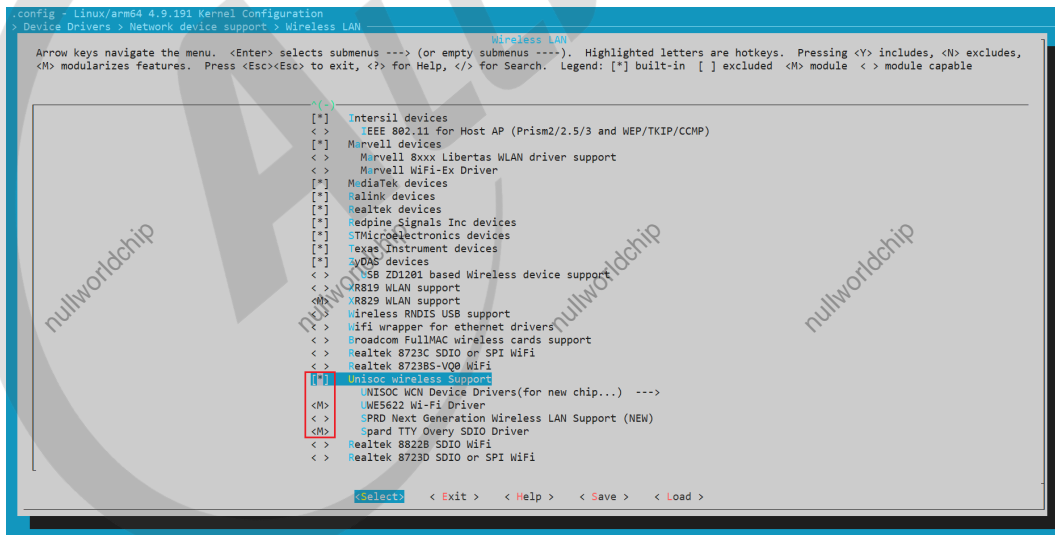 .config - Linux/arm64 4.9.191 Kernel Configuration
> Device Drivers > Network device support > Wireless LAN
Wireless LAN
Arrow keys navigate the menu.  <Enter> selects submenus ---> (or empty submenus ----).  Highlighted letters are hotkeys.  Pressing <Y> includes, <N> excludes,
<M> modularizes features.  Press <Esc><Esc> to exit, <?> for Help, </> for Search.  Legend: [*] built-in  [ ] excluded  <M> module  < > module capable
^(-)
[*]   Intersil devices
< >     IEEE 802.11 for Host AP (Prism2/2.5/3 and WEP/TKIP/CCMP)
[*]   Marvell devices
< >     Marvell 8xxx Libertas WLAN driver support
< >     Marvell WiFi-Ex Driver
[*]   MediaTek devices
[*]   Ralink devices
[*]   Realtek devices
[*]   Redpine Signals Inc devices
[*]   STMicroelectronics devices
[*]   Texas Instrument devices
[*]   ZyDAS devices
< >     USB ZD1201 based Wireless device support
< >   XR819 WLAN support
<M>   XR829 WLAN support
< >   Wireless RNDIS USB support
< >   Wifi wrapper for ethernet drivers
< >   Broadcom FullMAC wireless cards support
< >   Realtek 8723C SDIO or SPI WiFi
< >   Realtek 8723BS-VQ0 WiFi
[*]   Unisoc wireless Support
UNISOC WCN Device Drivers(for new chip...)  --->
<M>     UWE5622 Wi-Fi Driver
< >     SPRD Next Generation Wireless LAN Support (NEW)
<M>     Spard TTY Overy SDIO Driver
< >   Realtek 8822B SDIO WiFi
< >   Realtek 8723D SDIO or SPI WiFi
<Select>    < Exit >    < Help >    < Save >    < Load >
nullworldchip
nullworldchip
nullworldchip
nullworldchip